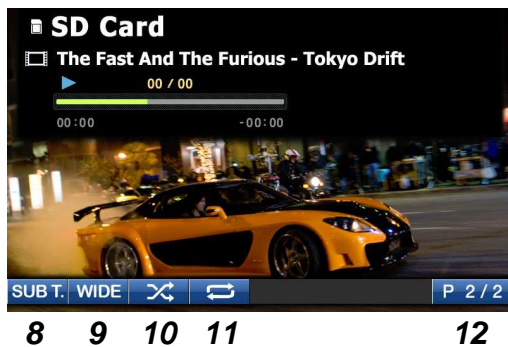 SD Card
The Fast And The Furious - Tokyo Drift
00 / 00
00:00 -00:00
SUB T. WIDE P 2/2
8 9 10 11 12